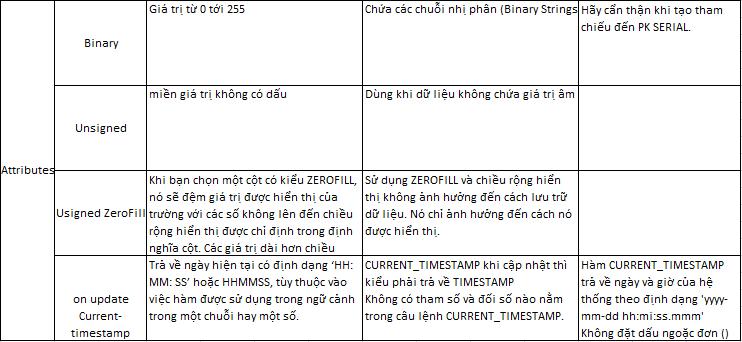 Attributes
Binary
Giá trị từ 0 tới 255
Chứa các chuỗi nhị phân (Binary Strings
Hãy cẩn thận khi tạo tham
chiếu đến PK SERIAL.
Unsigned
miền giá trị không có dấu
Dùng khi dữ liệu không chứa giá trị âm
Usigned ZeroFill
Khi bạn chọn một cột có kiểu ZEROFILL,
nó sẽ đệm giá trị được hiển thị của
trường với các số không lên đến chiều
rộng hiển thị được chỉ định trong định
nghĩa cột. Các giá trị dài hơn chiều
Sử dụng ZEROFILL và chiều rộng hiển
thị không ảnh hưởng đến cách lưu trữ
dữ liệu. Nó chỉ ảnh hưởng đến cách nó
được hiển thị.
on update
Current-
timestamp
Trả về ngày hiện tại có định dạng ‘HH:
MM: SS’ hoặc HHMMSS, tùy thuộc vào
việc hàm được sử dụng trong ngữ cảnh
trong một chuỗi hay một số.
CURRENT_TIMESTAMP khi cập nhật thì
kiểu phải trả về TIMESTAMP
Không có tham số và đối số nào nằm
trong câu lệnh CURRENT_TIMESTAMP.
Hàm CURRENT_TIMESTAMP
trả về ngày và giờ của hệ
thống theo định dạng 'yyyy-
mm-dd hh:mi:ss.mmm'
Không đặt dấu ngoặc đơn ()